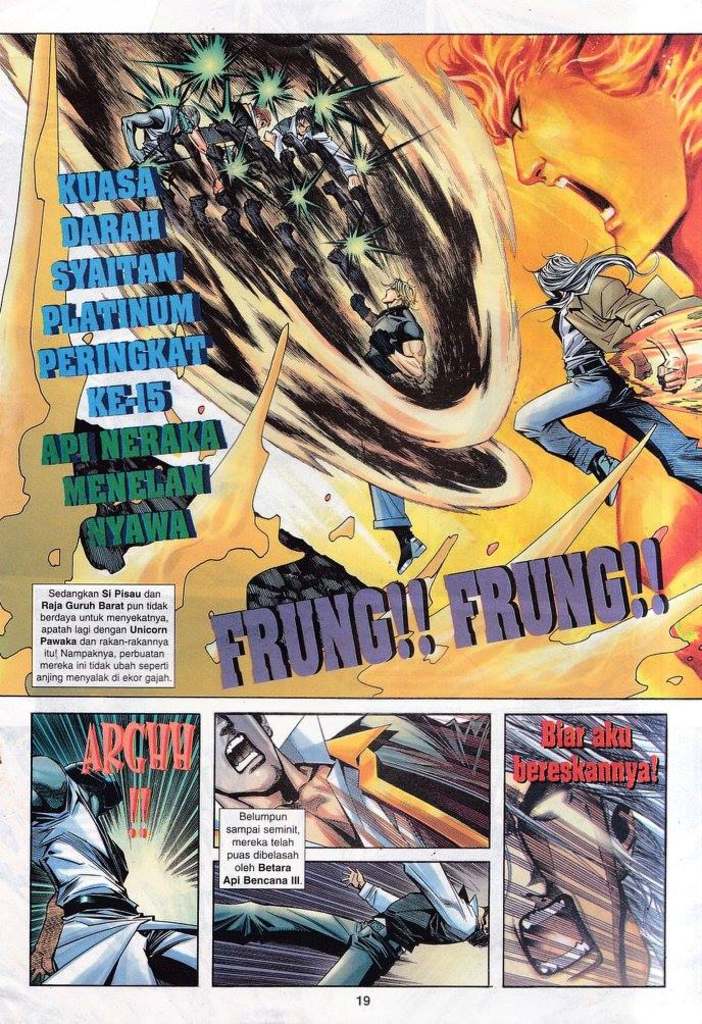 KUASA
DARAH
SYAITAN
PLATINUM
PERINGKAT
KE-15
API NERAKA
MENELAN
NYAWA
Sedangkan Si Pisau dan
Raja Guruh Barat pun tidak
berdaya untuk menyekatnya,
apatah lagi dengan Unicorn
Pawaka dan rakan-rakannya
itu! Nampaknya, perbuatan
mereka ini tidak ubah seperti
anjing menyalak di ekor gajah.
FRUNG!! FRUNG!!
ARGHH
!!
Belumpun
sampai seminit,
mereka telah
puas dibelasah
oleh Betara
Api Bencana III.
Biar aku
bereskannya!
19